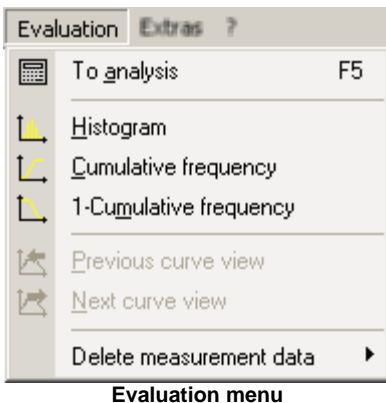 Evaluation Extras ?
To analysis F5
Histogram
Cumulative frequency
1-Cumulative frequency
Previous curve view
Next curve view
Delete measurement data
Evaluation menu